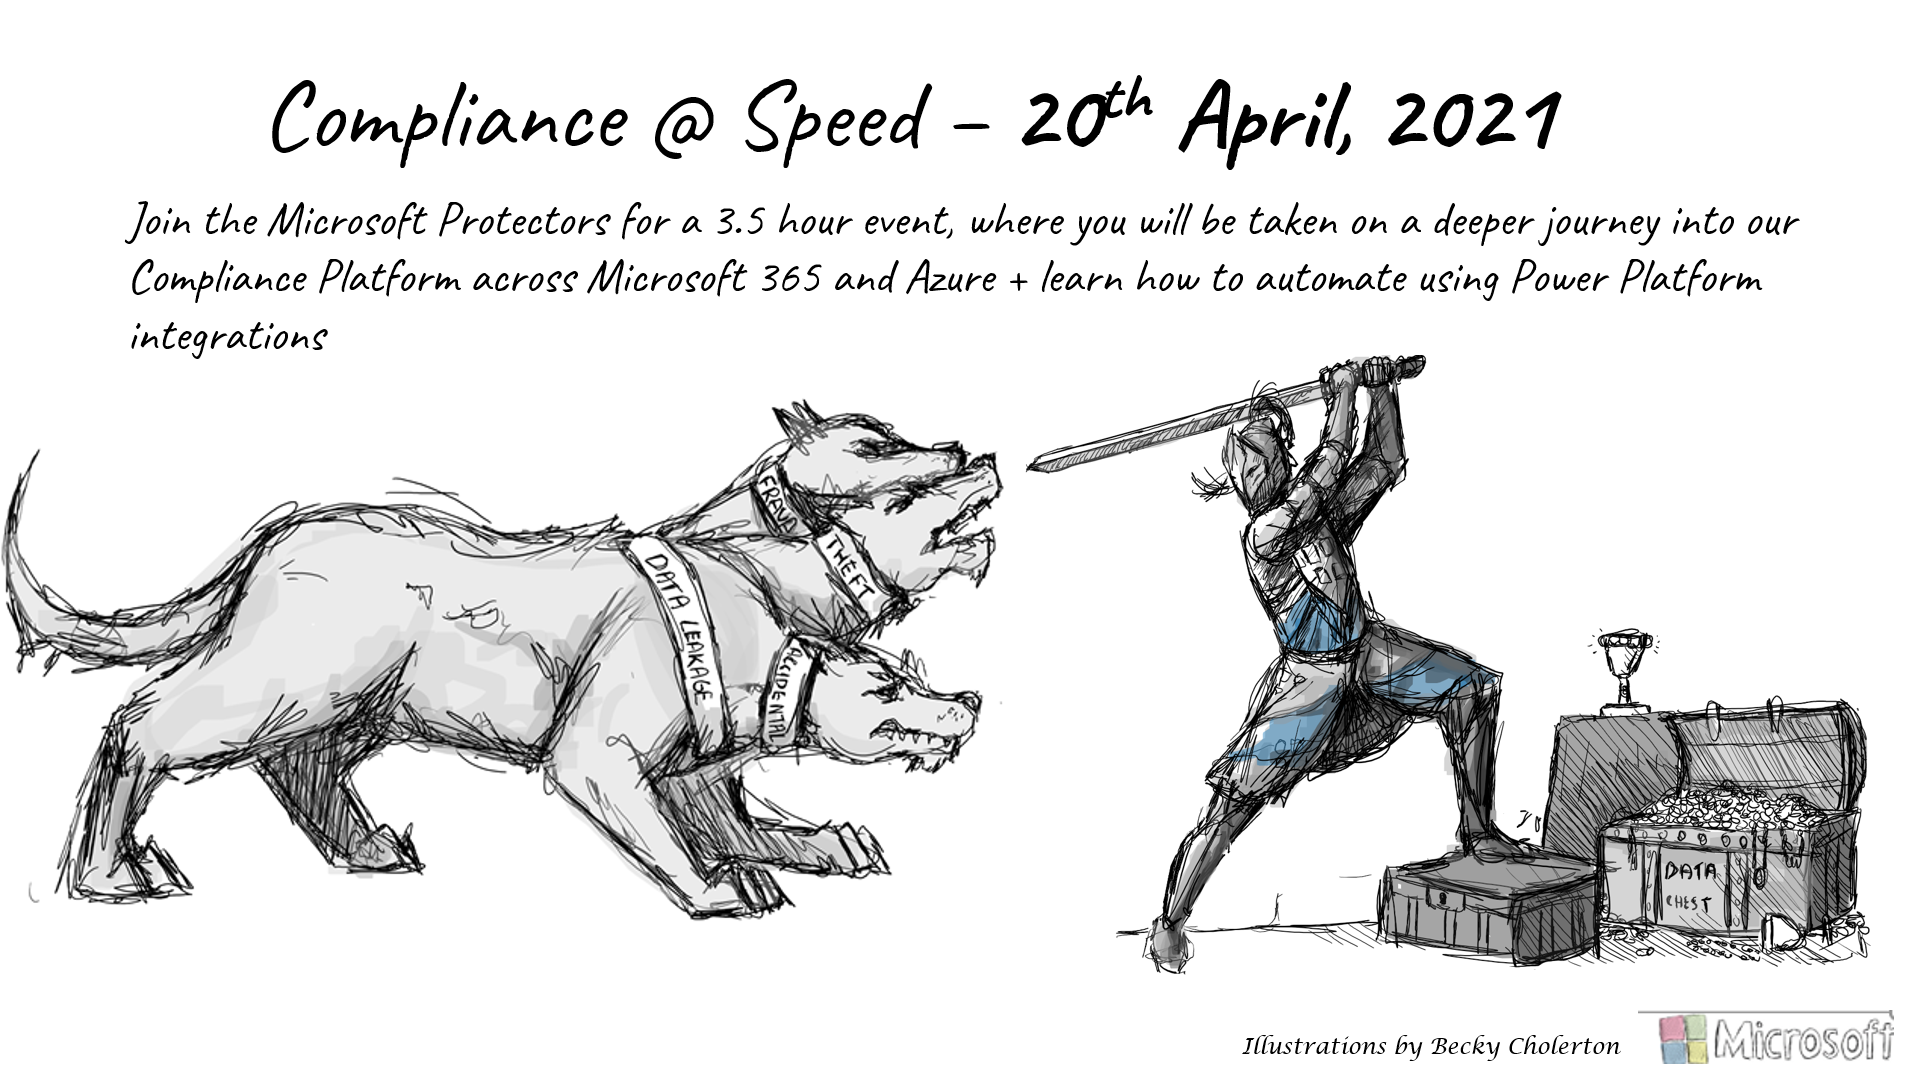 Compliance @ Speed – 20th April, 2021
Join the Microsoft Protectors for a 3.5 hour event, where you will be taken on a deeper journey into our
Compliance Platform across Microsoft 365 and Azure + learn how to automate using Power Platform
integrations
FRAUD
THEFT
DATA LEAKAGE
ACCIDENTAL
DATA
CHEST
Illustrations by Becky Cholerton
Microsoft